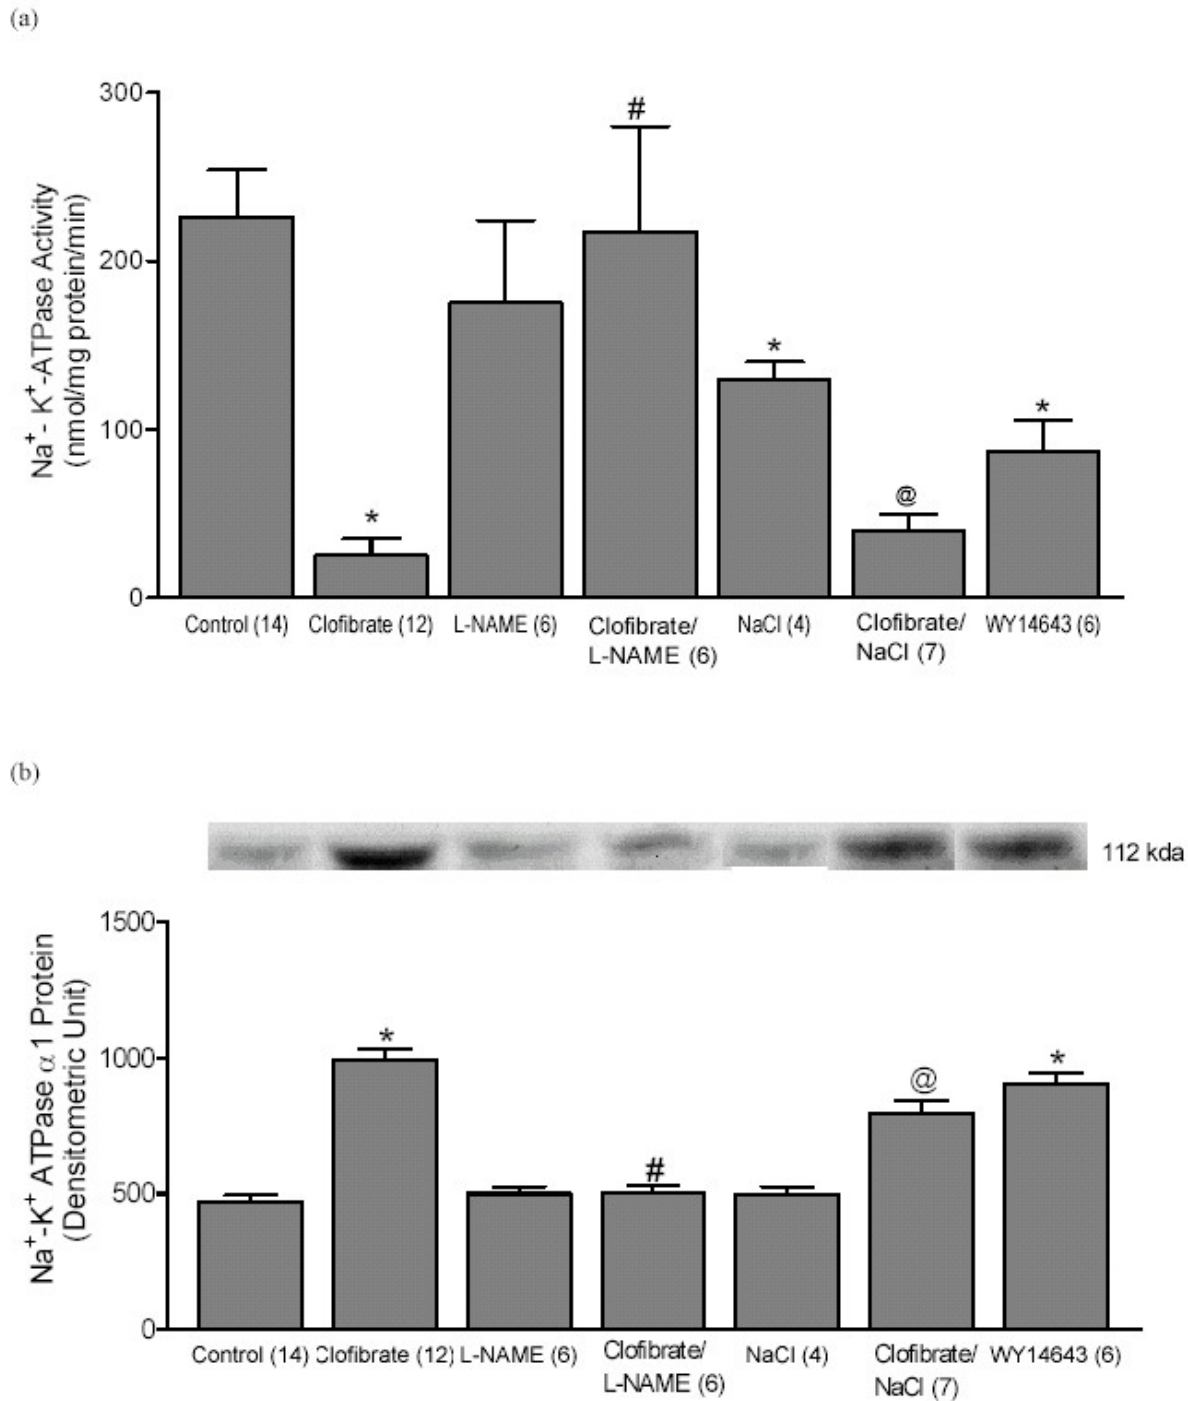 (a)
300
200
100
0
Na⁺- K⁺-ATPase Activity
(nmol/mg protein/min)
*
#
*
@
*
Control (14) Clofibrate (12) L-NAME (6) Clofibrate/ NaCl (4) Clofibrate/ WY14643 (6)
L-NAME (6) NaCl (7)
(b)
112 kda
1500
1000
500
0
Na⁺-K⁺ ATPase α 1 Protein
(Densitometric Unit)
*
#
@
*
Control (14) Clofibrate (12) L-NAME (6) Clofibrate/ NaCl (4) Clofibrate/ WY14643 (6)
L-NAME (6) NaCl (7)